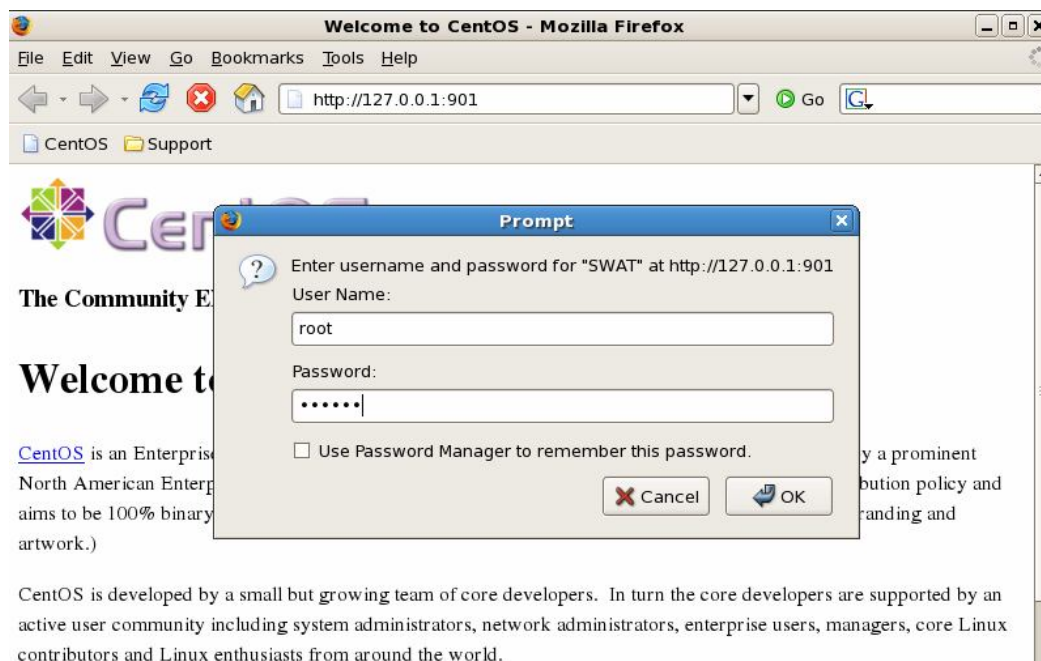 Welcome to CentOS - Mozilla Firefox
File Edit View Go Bookmarks Tools Help
http://127.0.0.1:901 Go G
CentOS Support
Cen
Prompt
Enter username and password for "SWAT" at http://127.0.0.1:901
The Community E
User Name:
root
Welcome to
Password:
••••••
Use Password Manager to remember this password.
CentOS is an Enterpris y a prominent
North American Enterp bution policy and
Cancel OK
aims to be 100% binary randing and
artwork.)
CentOS is developed by a small but growing team of core developers. In turn the core developers are supported by an
active user community including system administrators, network administrators, enterprise users, managers, core Linux
contributors and Linux enthusiasts from around the world.